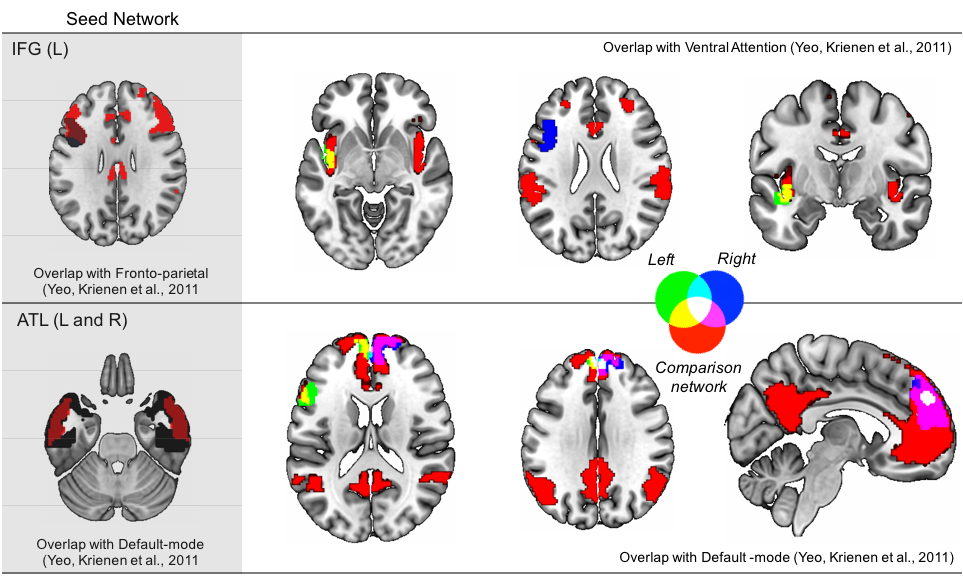 Seed Network
IFG (L)
Overlap with Ventral Attention (Yeo, Krienen et al., 2011)
Overlap with Fronto-parietal
(Yeo, Krienen et al., 2011
Left
Right
Comparison
network
ATL (L and R)
Overlap with Default-mode
(Yeo, Krienen et al., 2011
Overlap with Default -mode (Yeo, Krienen et al., 2011)